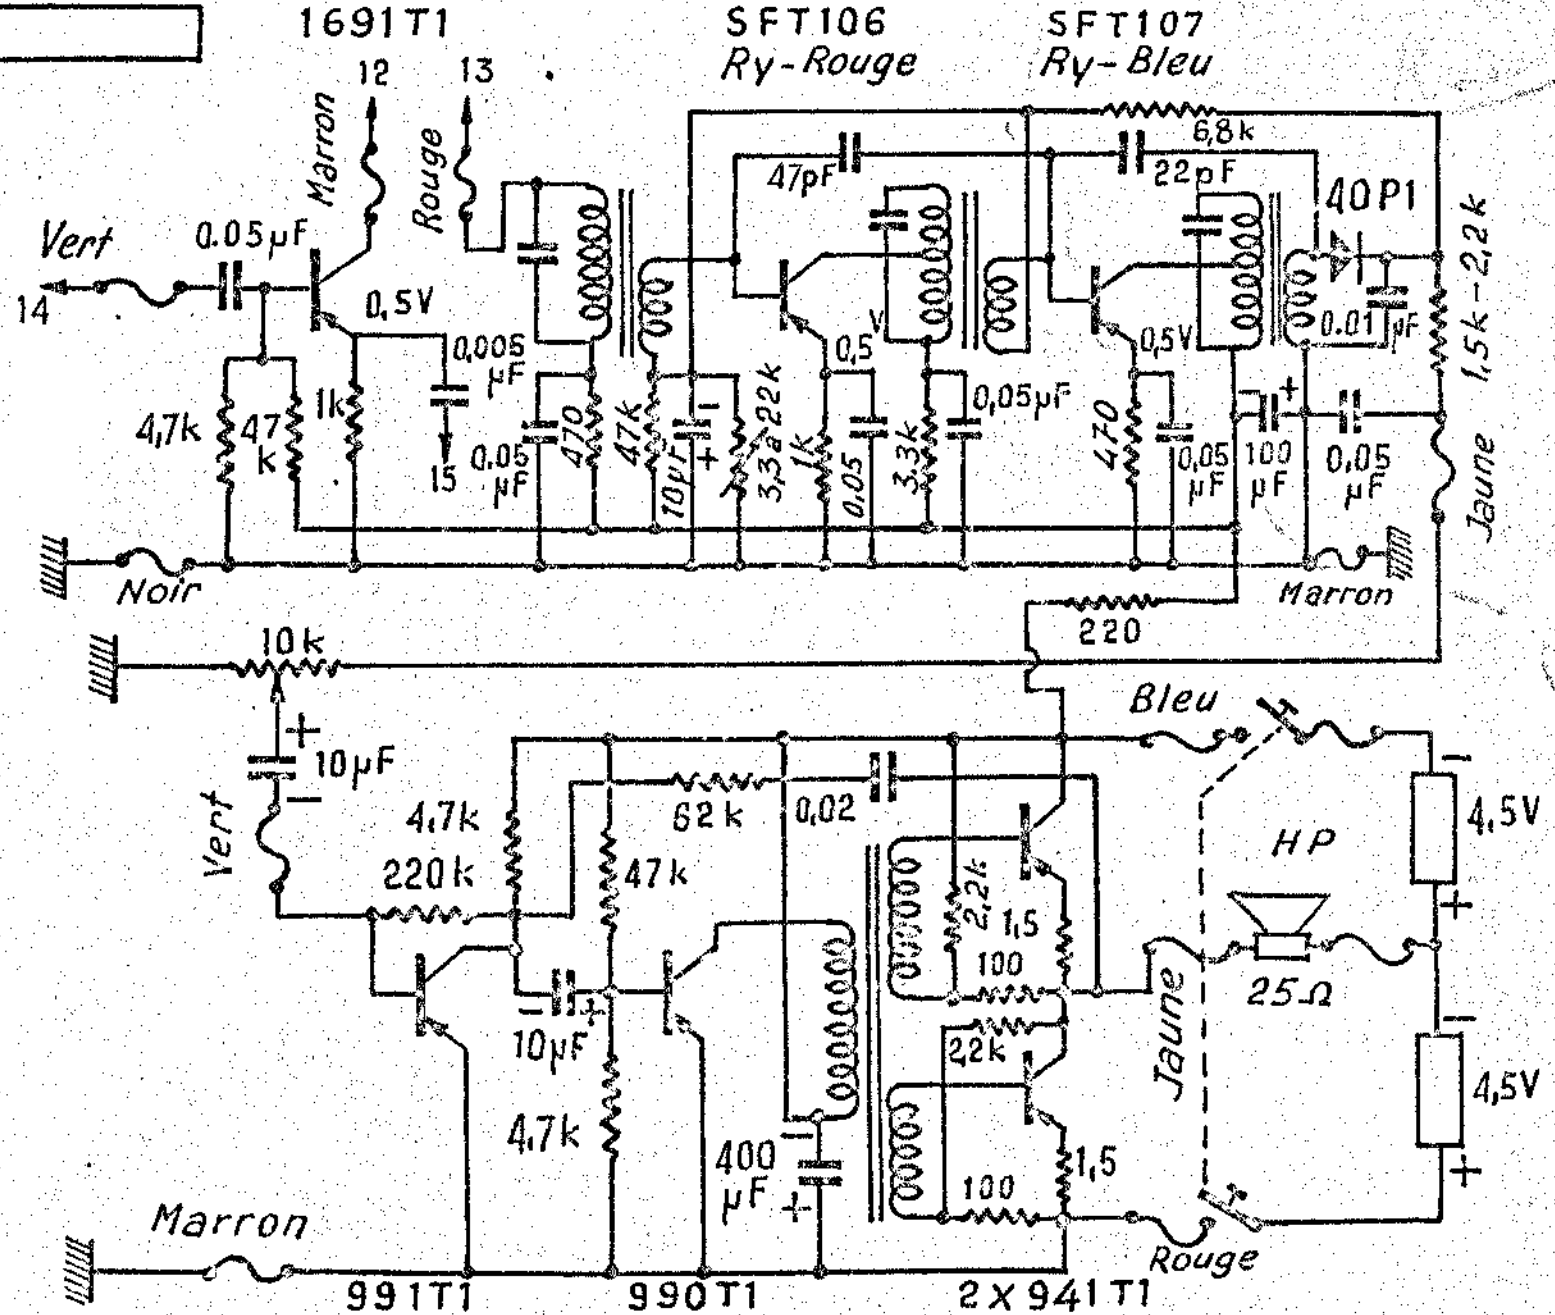 1691T1
SFT106
Ry-Rouge
SFT107
Ry-Bleu
12
13
Marron
Rouge
6,8k
47pF
22pF
40P1
Vert
0.05µF
14
0,5V
0,005
µF
0,5
V
0,5V
0.01 µF
1,5k-2,2k
4,7k
47
k
1k
15
0.05
µF
470
47k
10µF
-
+
3,3à22k
1k
0.05
3,3k
0,05µF
470
0,05
µF
-
+
100
µF
0,05
µF
Jaune
Noir
Marron
220
10k
Bleu
+
10µF
-
Vert
4,7k
220k
62k
0,02
47k
-
4,5V
+
HP
2,2k
1,5
100
25Ω
Jaune
-
+
10µF
22k
-
4,5V
+
4,7k
-
400
µF
+
100
1,5
Marron
Rouge
991T1
990T1
2X941T1